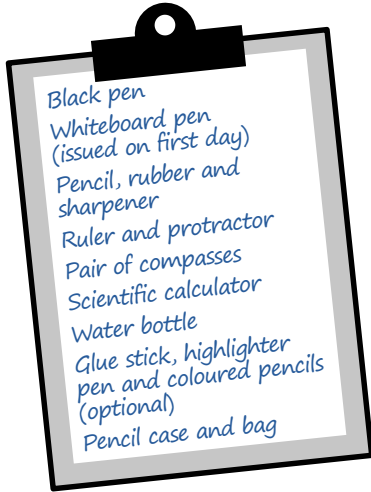 Black pen
Whiteboard pen
(issued on first day)
Pencil, rubber and
sharpener
Ruler and protractor
Pair of compasses
Scientific calculator
Water bottle
Glue stick, highlighter
pen and coloured pencils
(optional)
Pencil case and bag